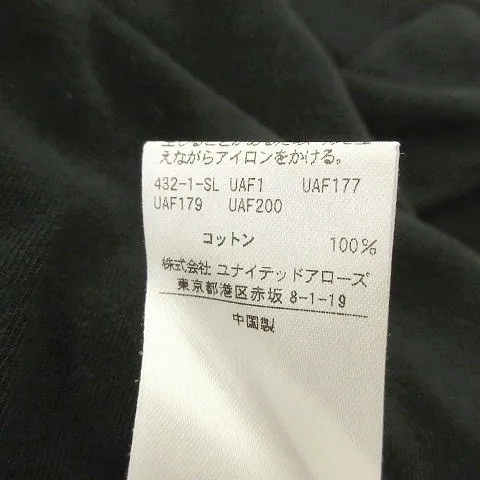 えながらアイロンをかける。
432-1-SL UAF1 UAF177
UAF179 UAF200
コットン 100%
株式会社 ユナイテッドアローズ
東京都港区赤坂 8-1-19
中国製